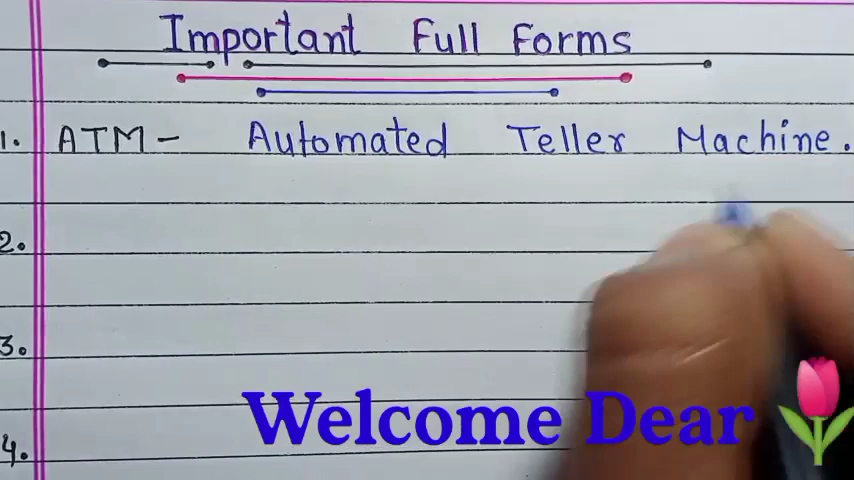 Important Full Forms
1. ATM - Automated Teller Machine.
2.
3.
Welcome Dear
4.